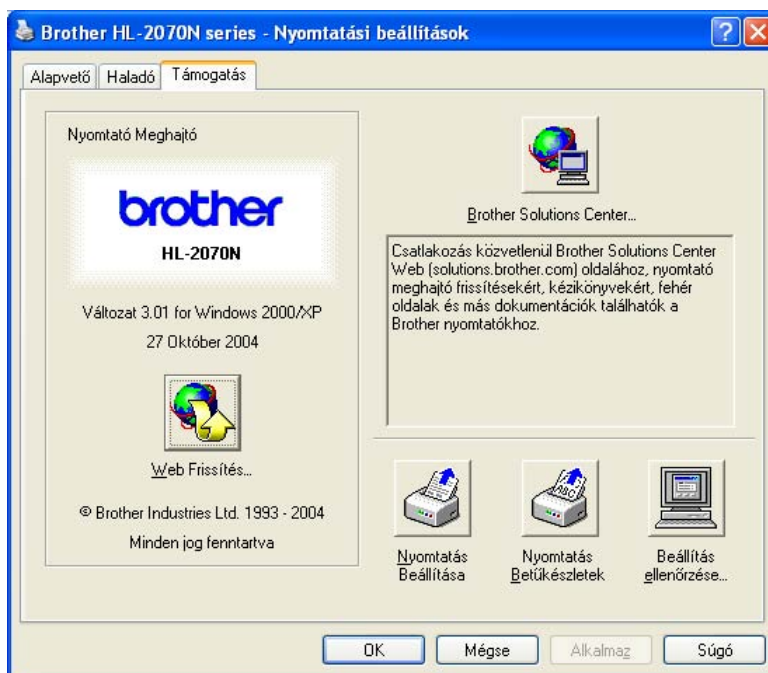 Brother HL-2070N series - Nyomtatási beállítások
Alapvető
Haladó
Támogatás
Nyomtató Meghajtó
brother
HL-2070N
Változat 3.01 for Windows 2000/XP
27 Október 2004
Web Frissítés...
© Brother Industries Ltd. 1993 - 2004
Minden jog fenntartva
Brother Solutions Center...
Csatlakozás közvetlenül Brother Solutions Center
Web (solutions.brother.com) oldalához, nyomtató
meghajtó frissítésekért, kézikönyvekért, fehér
oldalak és más dokumentációk találhatók a
Brother nyomtatókhoz.
Nyomtatás
Beállítása
Nyomtatás
Betűkészletek
Beállítás
ellenőrzése...
OK
Mégse
Alkalmaz
Súgó